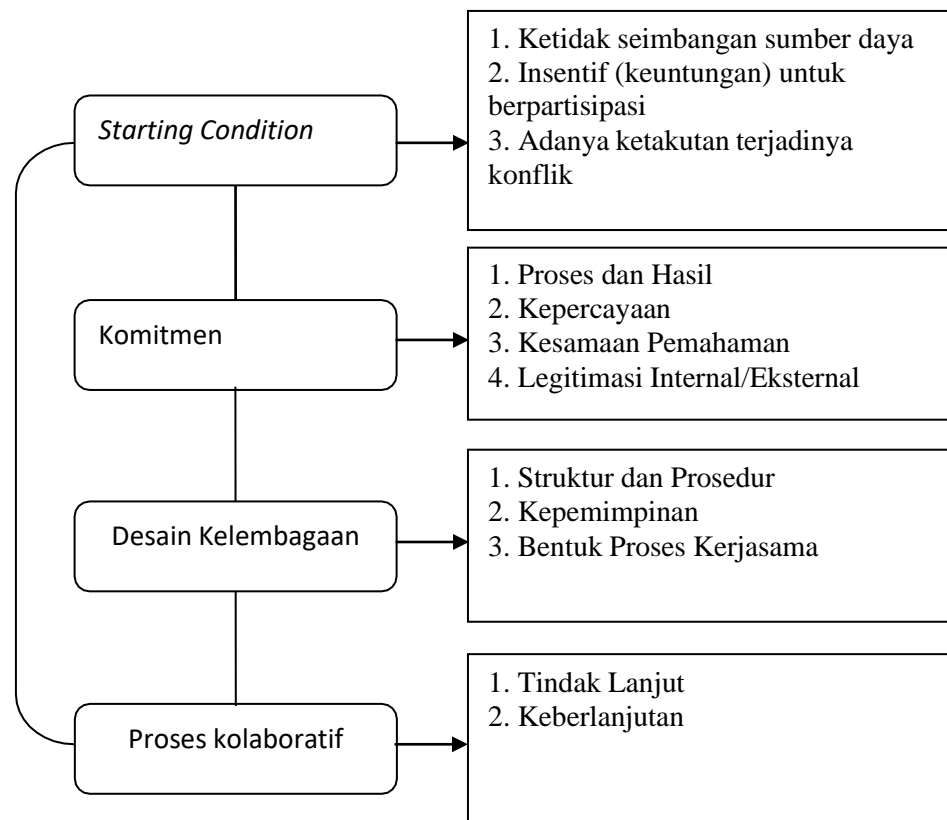 Starting Condition
1. Ketidak seimbangan sumber daya
2. Insentif (keuntungan) untuk
berpartisipasi
3. Adanya ketakutan terjadinya
konflik
Komitmen
1. Proses dan Hasil
2. Kepercayaan
3. Kesamaan Pemahaman
4. Legitimasi Internal/Eksternal
Desain Kelembagaan
1. Struktur dan Prosedur
2. Kepemimpinan
3. Bentuk Proses Kerjasama
Proses kolaboratif
1. Tindak Lanjut
2. Keberlanjutan